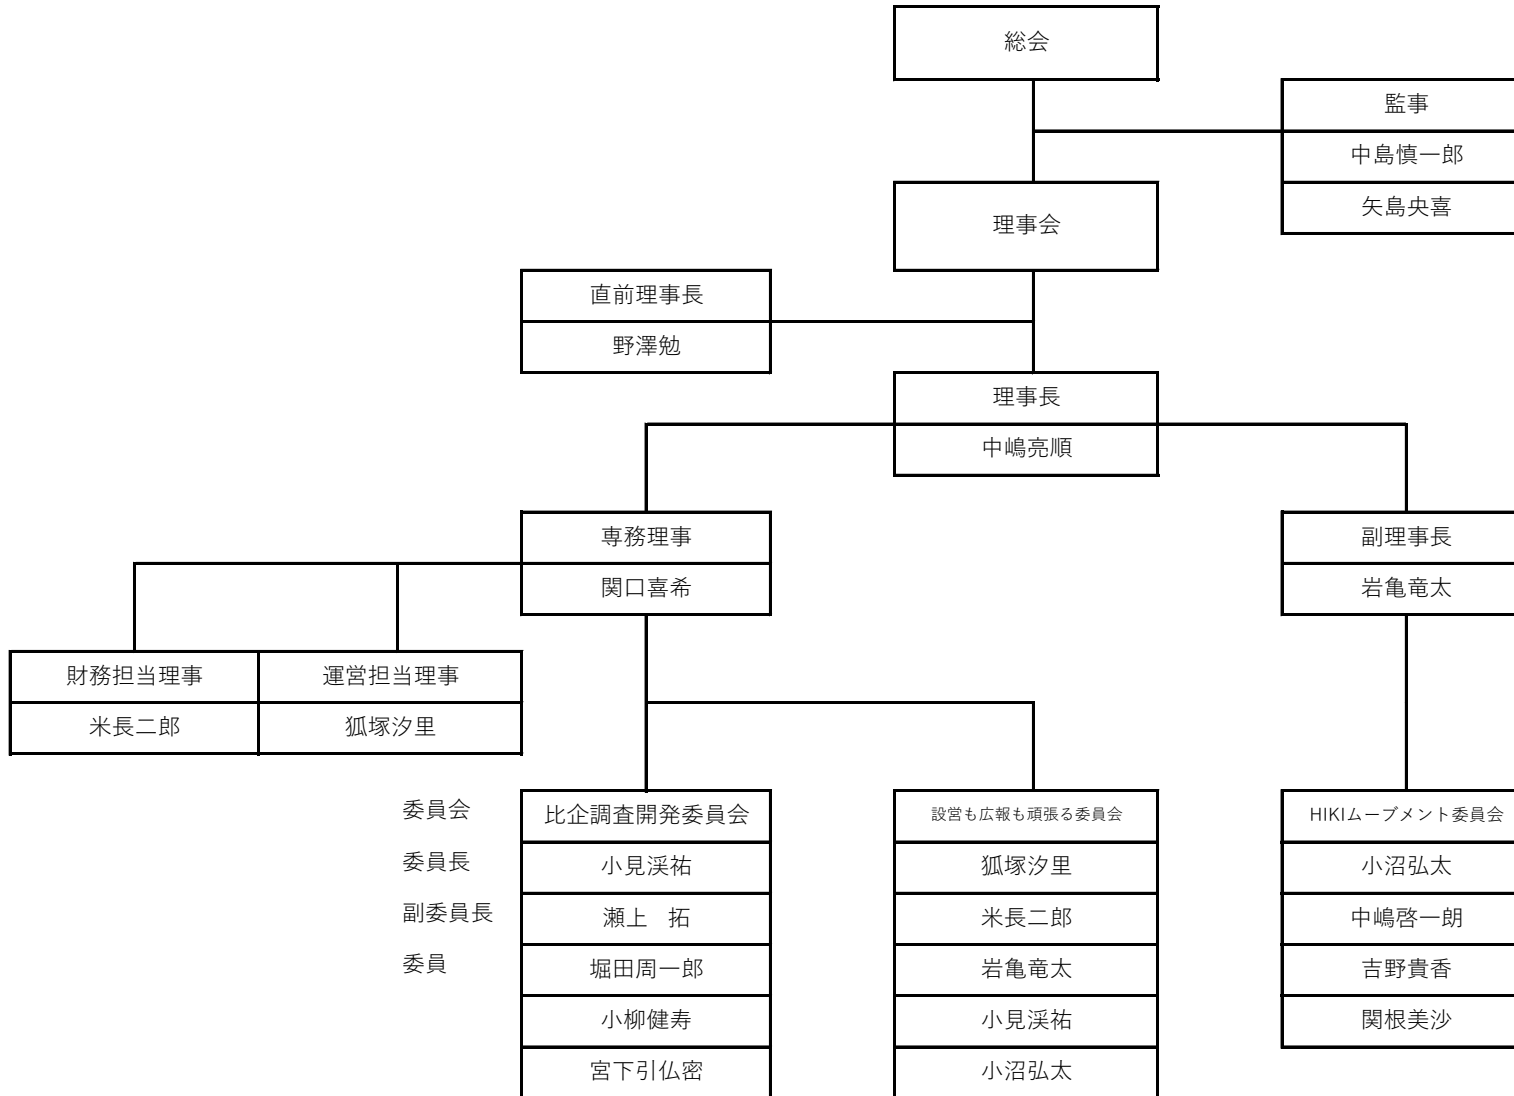 総会
監事
中島慎一郎
矢島央喜
理事会
直前理事長
野澤勉
理事長
中嶋亮順
専務理事
関口喜希
副理事長
岩亀竜太
財務担当理事
米長二郎
運営担当理事
狐塚汐里
委員会
比企調査開発委員会
設営も広報も頑張る委員会
HIKIムーブメント委員会
委員長
小見渓祐
狐塚汐里
小沼弘太
副委員長
瀬上　拓
米長二郎
中嶋啓一朗
委員
堀田周一郎
岩亀竜太
吉野貴香
小柳健寿
小見渓祐
関根美沙
宮下引仏密
小沼弘太